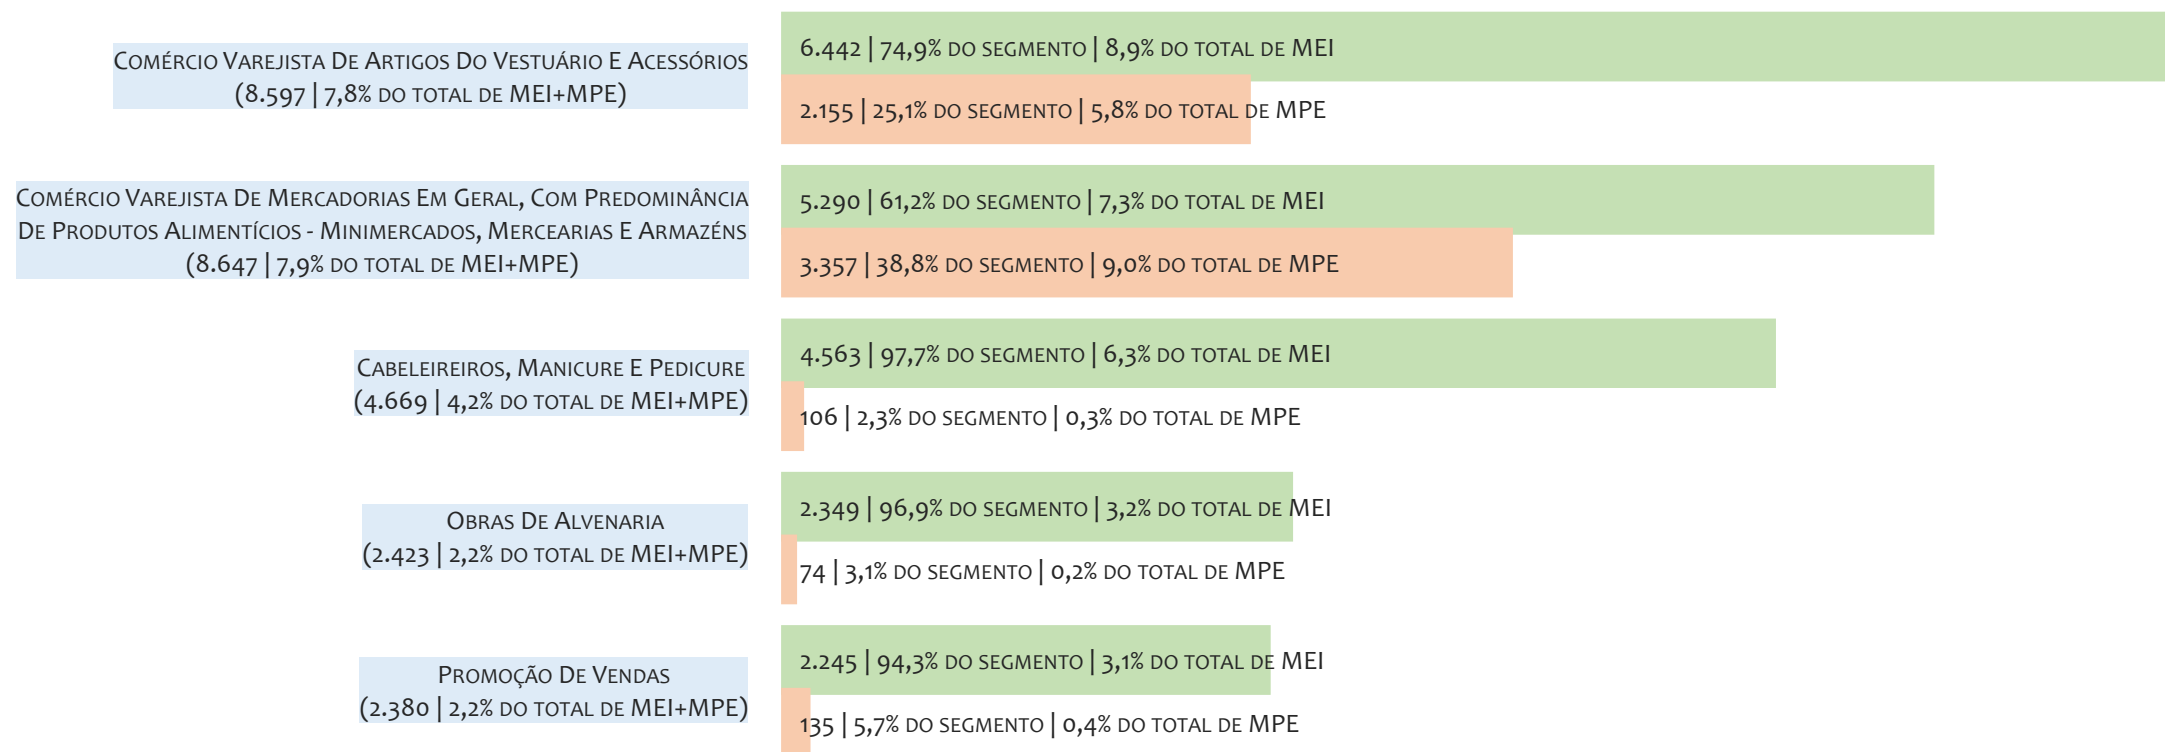 Comércio Varejista De Artigos Do Vestuário E Acessórios
(8.597 | 7,8% do total de MEI+MPE)
6.442 | 74,9% do segmento | 8,9% do total de MEI
2.155 | 25,1% do segmento | 5,8% do total de MPE
Comércio Varejista De Mercadorias Em Geral, Com Predominância
De Produtos Alimentícios - Minimercados, Mercearias E Armazéns
(8.647 | 7,9% do total de MEI+MPE)
5.290 | 61,2% do segmento | 7,3% do total de MEI
3.357 | 38,8% do segmento | 9,0% do total de MPE
Cabeleireiros, Manicure E Pedicure
(4.669 | 4,2% do total de MEI+MPE)
4.563 | 97,7% do segmento | 6,3% do total de MEI
106 | 2,3% do segmento | 0,3% do total de MPE
Obras De Alvenaria
(2.423 | 2,2% do total de MEI+MPE)
2.349 | 96,9% do segmento | 3,2% do total de MEI
74 | 3,1% do segmento | 0,2% do total de MPE
Promoção De Vendas
(2.380 | 2,2% do total de MEI+MPE)
2.245 | 94,3% do segmento | 3,1% do total de MEI
135 | 5,7% do segmento | 0,4% do total de MPE